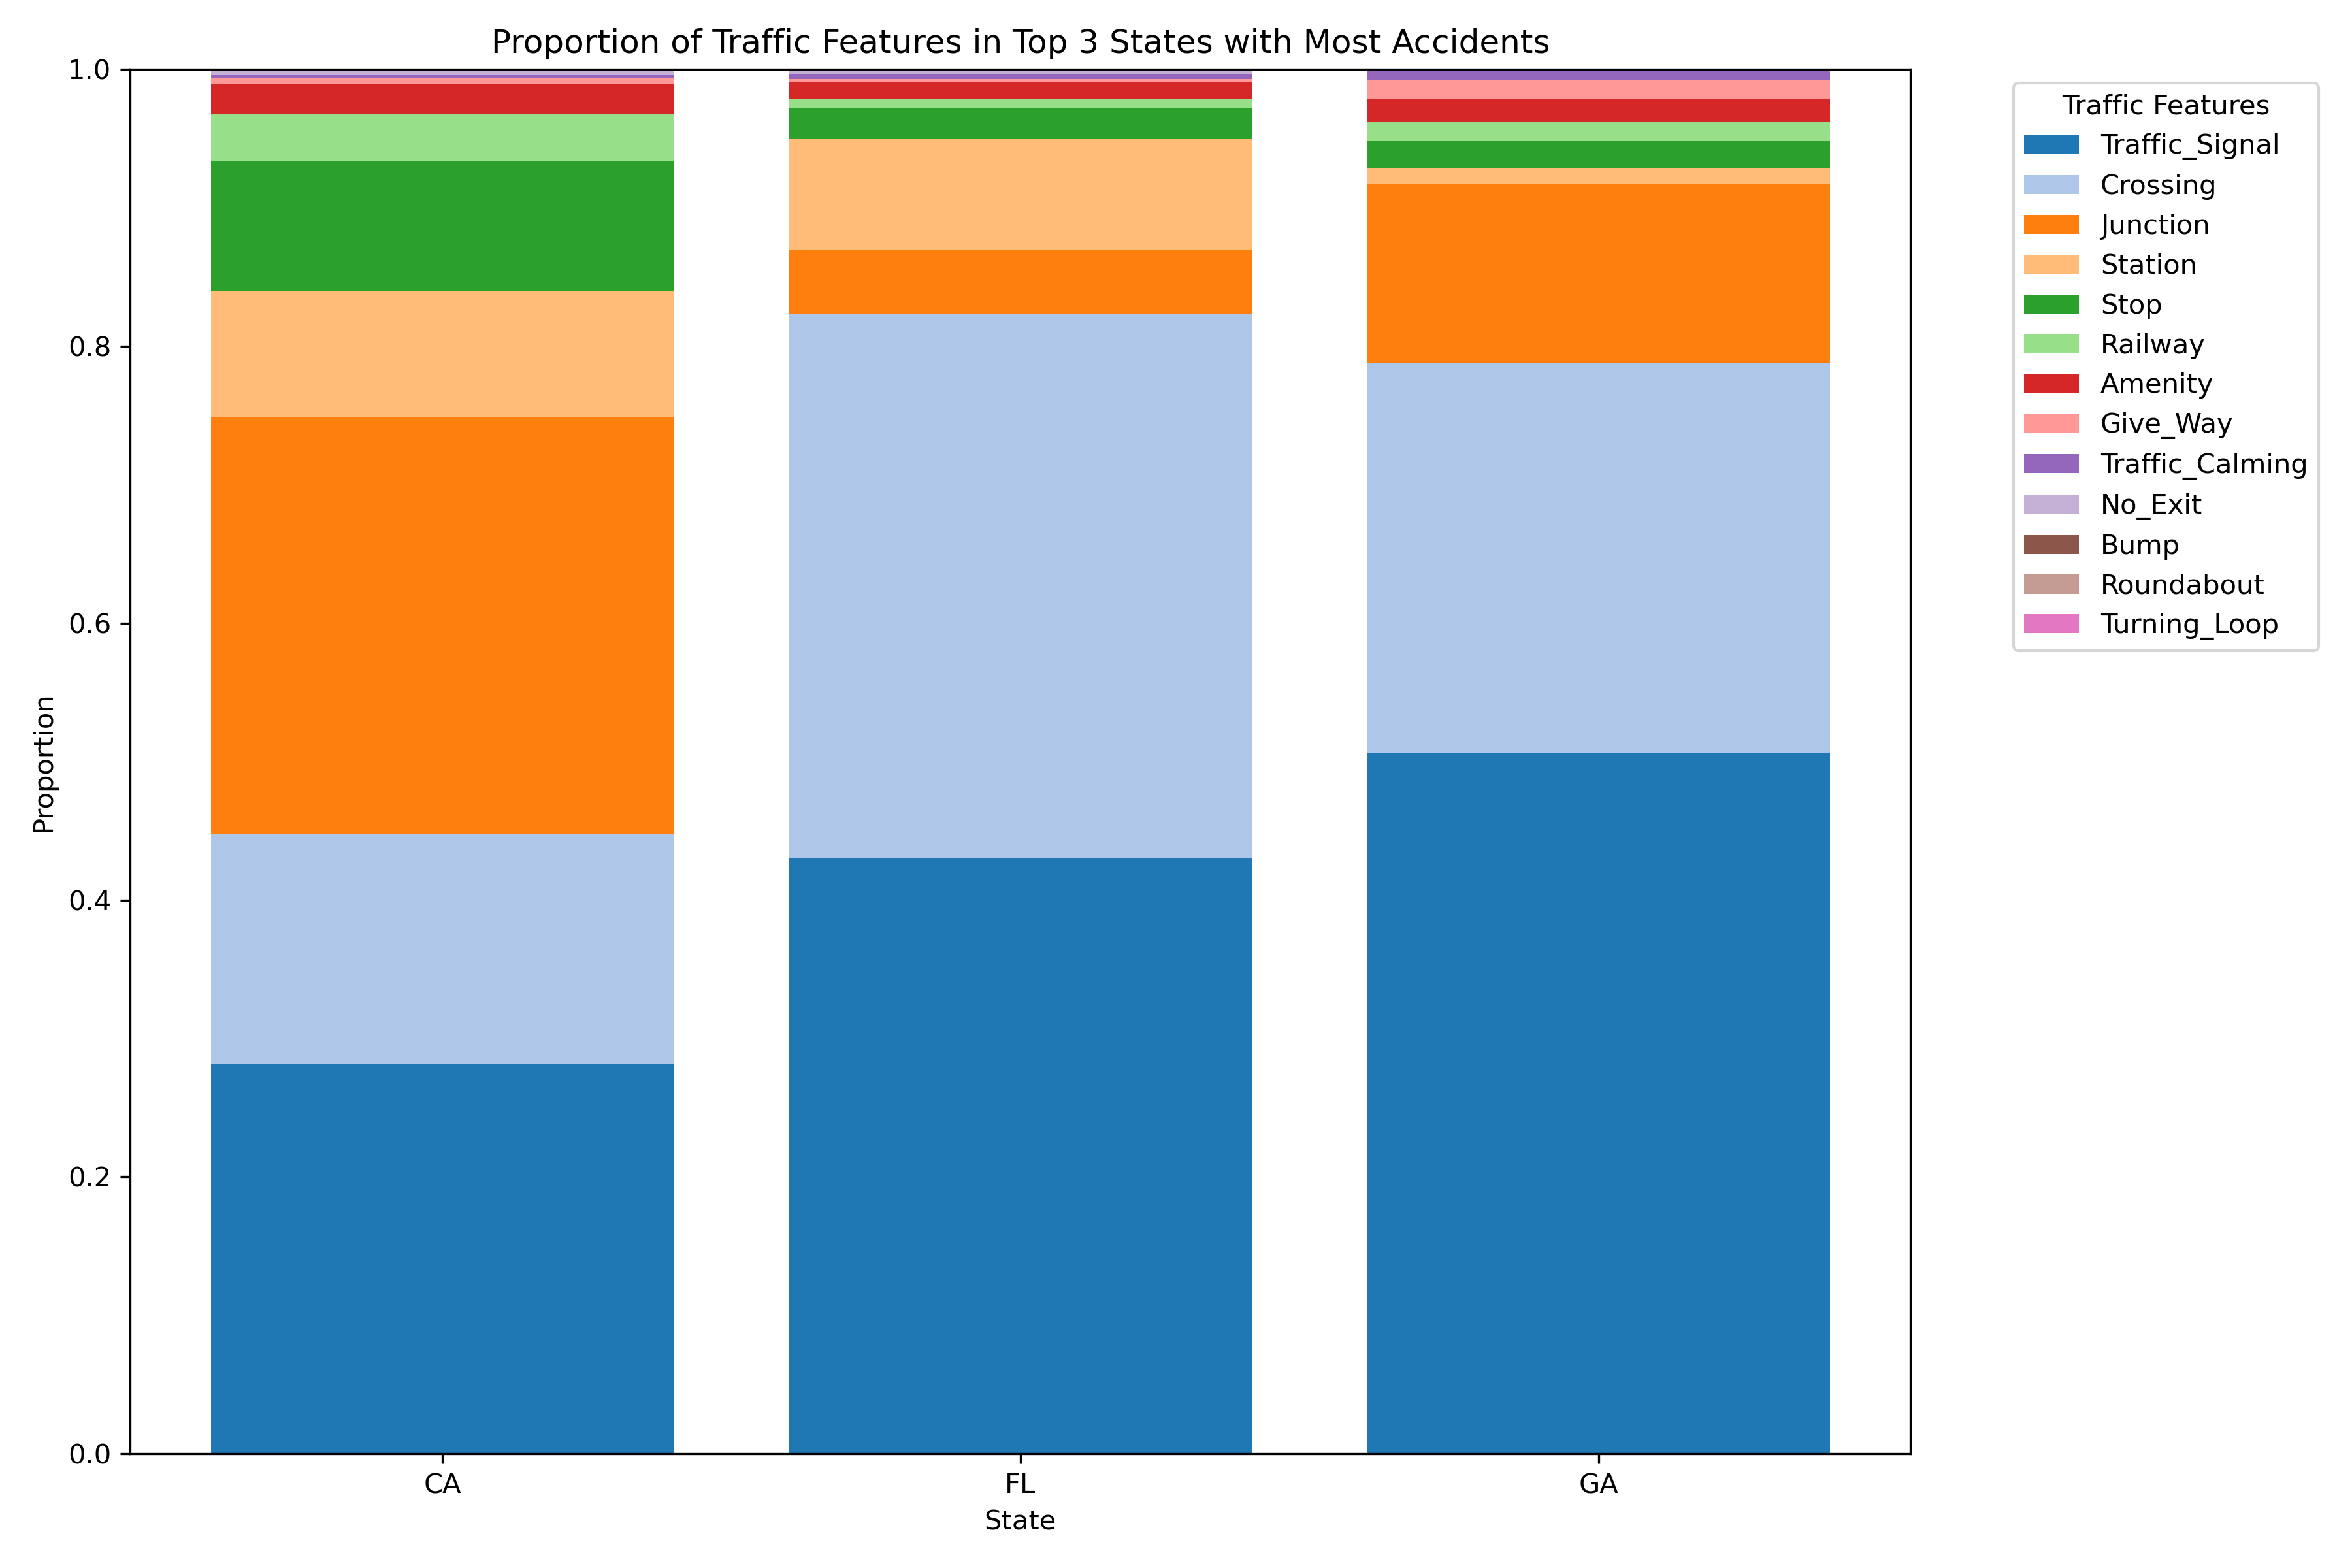 Proportion of Traffic Features in Top 3 States with Most Accidents
1.0
0.8
0.6
0.4
0.2
0.0
Proportion
CA
FL
GA
State
Traffic Features
Traffic_Signal
Crossing
Junction
Station
Stop
Railway
Amenity
Give_Way
Traffic_Calming
No_Exit
Bump
Roundabout
Turning_Loop